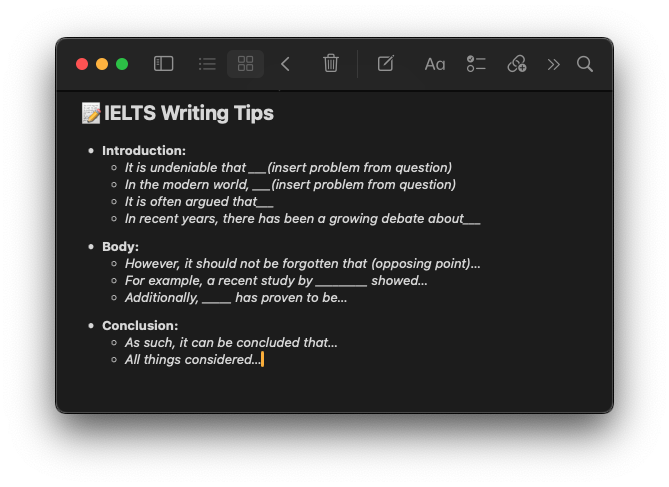 Aa
📝IELTS Writing Tips
• Introduction:
◦ It is undeniable that ___(insert problem from question)
◦ In the modern world, ___(insert problem from question)
◦ It is often argued that___
◦ In recent years, there has been a growing debate about___
• Body:
◦ However, it should not be forgotten that (opposing point)...
◦ For example, a recent study by _________ showed...
◦ Additionally, _____ has proven to be...
• Conclusion:
◦ As such, it can be concluded that...
◦ All things considered...